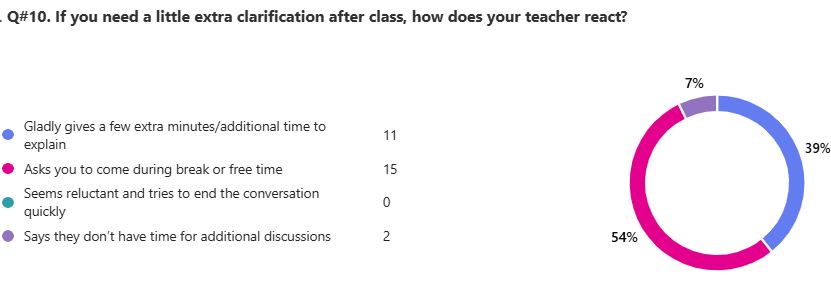 . Q#10. If you need a little extra clarification after class, how does your teacher react?
7%
Gladly gives a few extra minutes/additional time to
explain
11
39%
Asks you to come during break or free time
15
Seems reluctant and tries to end the conversation
quickly
0
Says they don't have time for additional discussions
2
54%